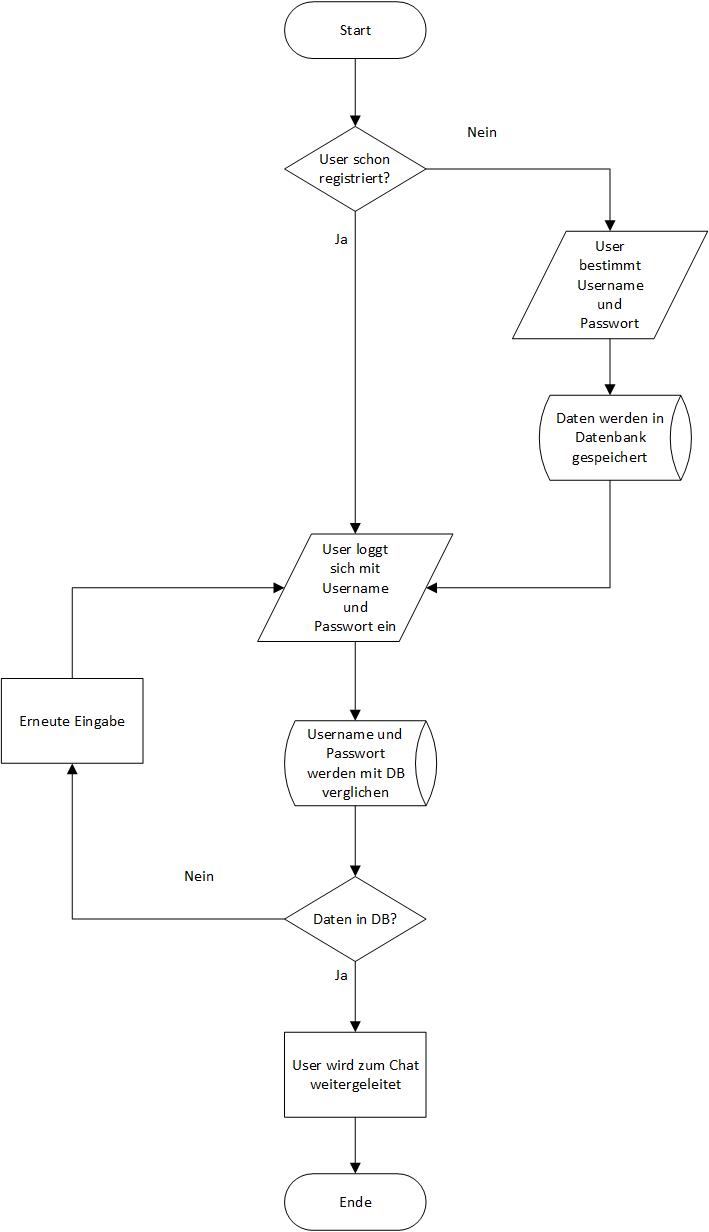 Start
Nein
User schon
registriert?
Ja
User
bestimmt
Username
und
Passwort
Daten werden in
Datenbank
gespeichert
User loggt
sich mit
Username
und
Passwort ein
Erneute Eingabe
Username und
Passwort
werden mit DB
verglichen
Nein
Daten in DB?
Ja
User wird zum Chat
weitergeleitet
Ende